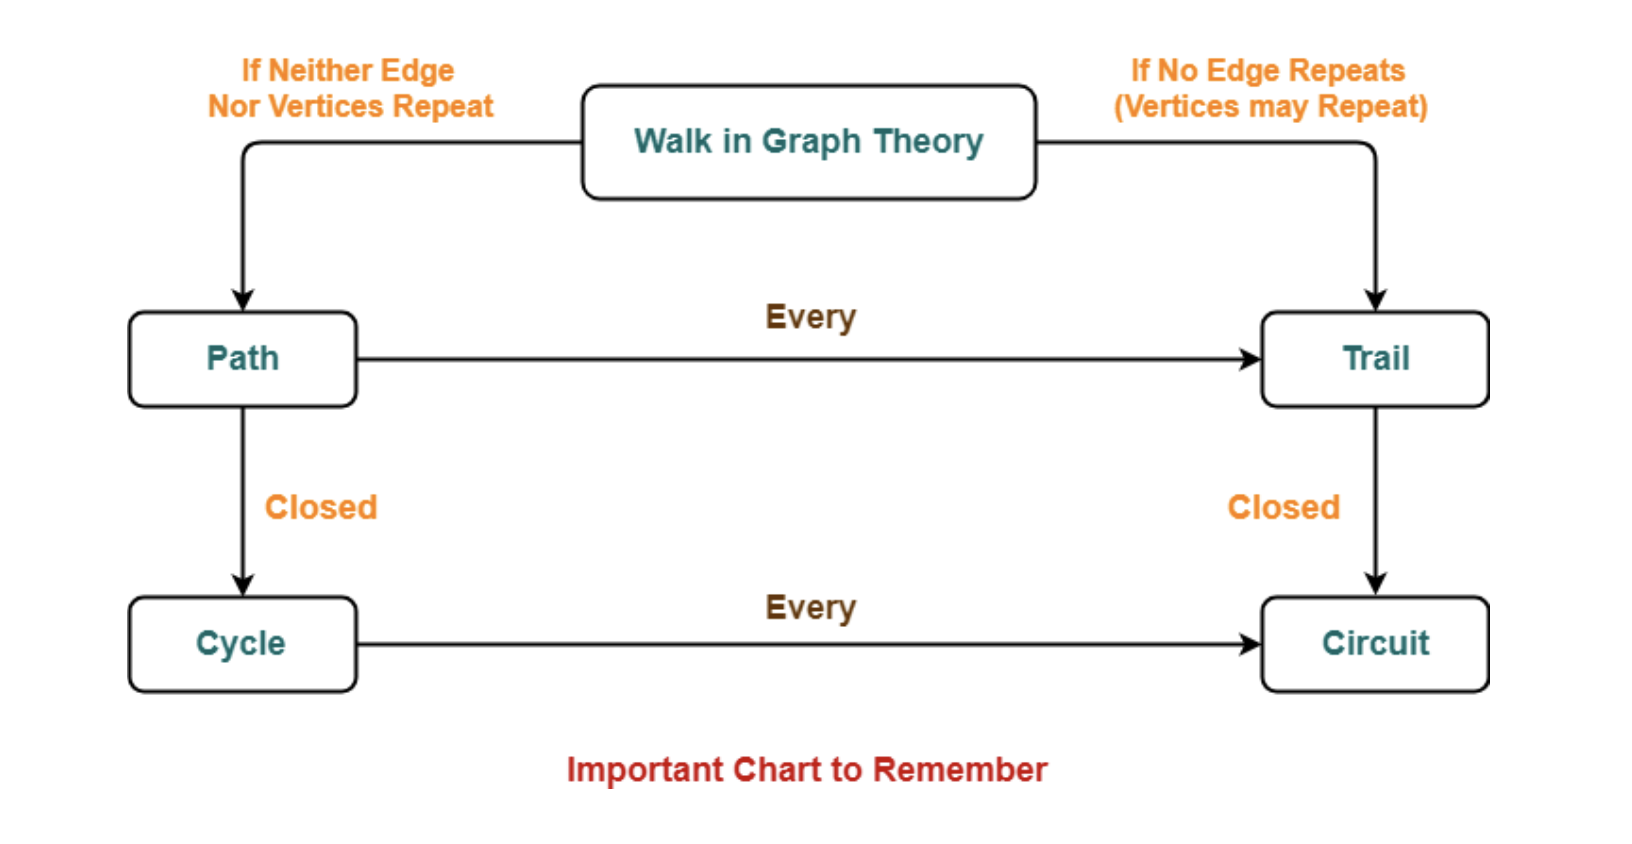 If Neither Edge
Nor Vertices Repeat
Walk in Graph Theory
If No Edge Repeats
(Vertices may Repeat)
Every
Path
Trail
Closed
Closed
Every
Cycle
Circuit
Important Chart to Remember